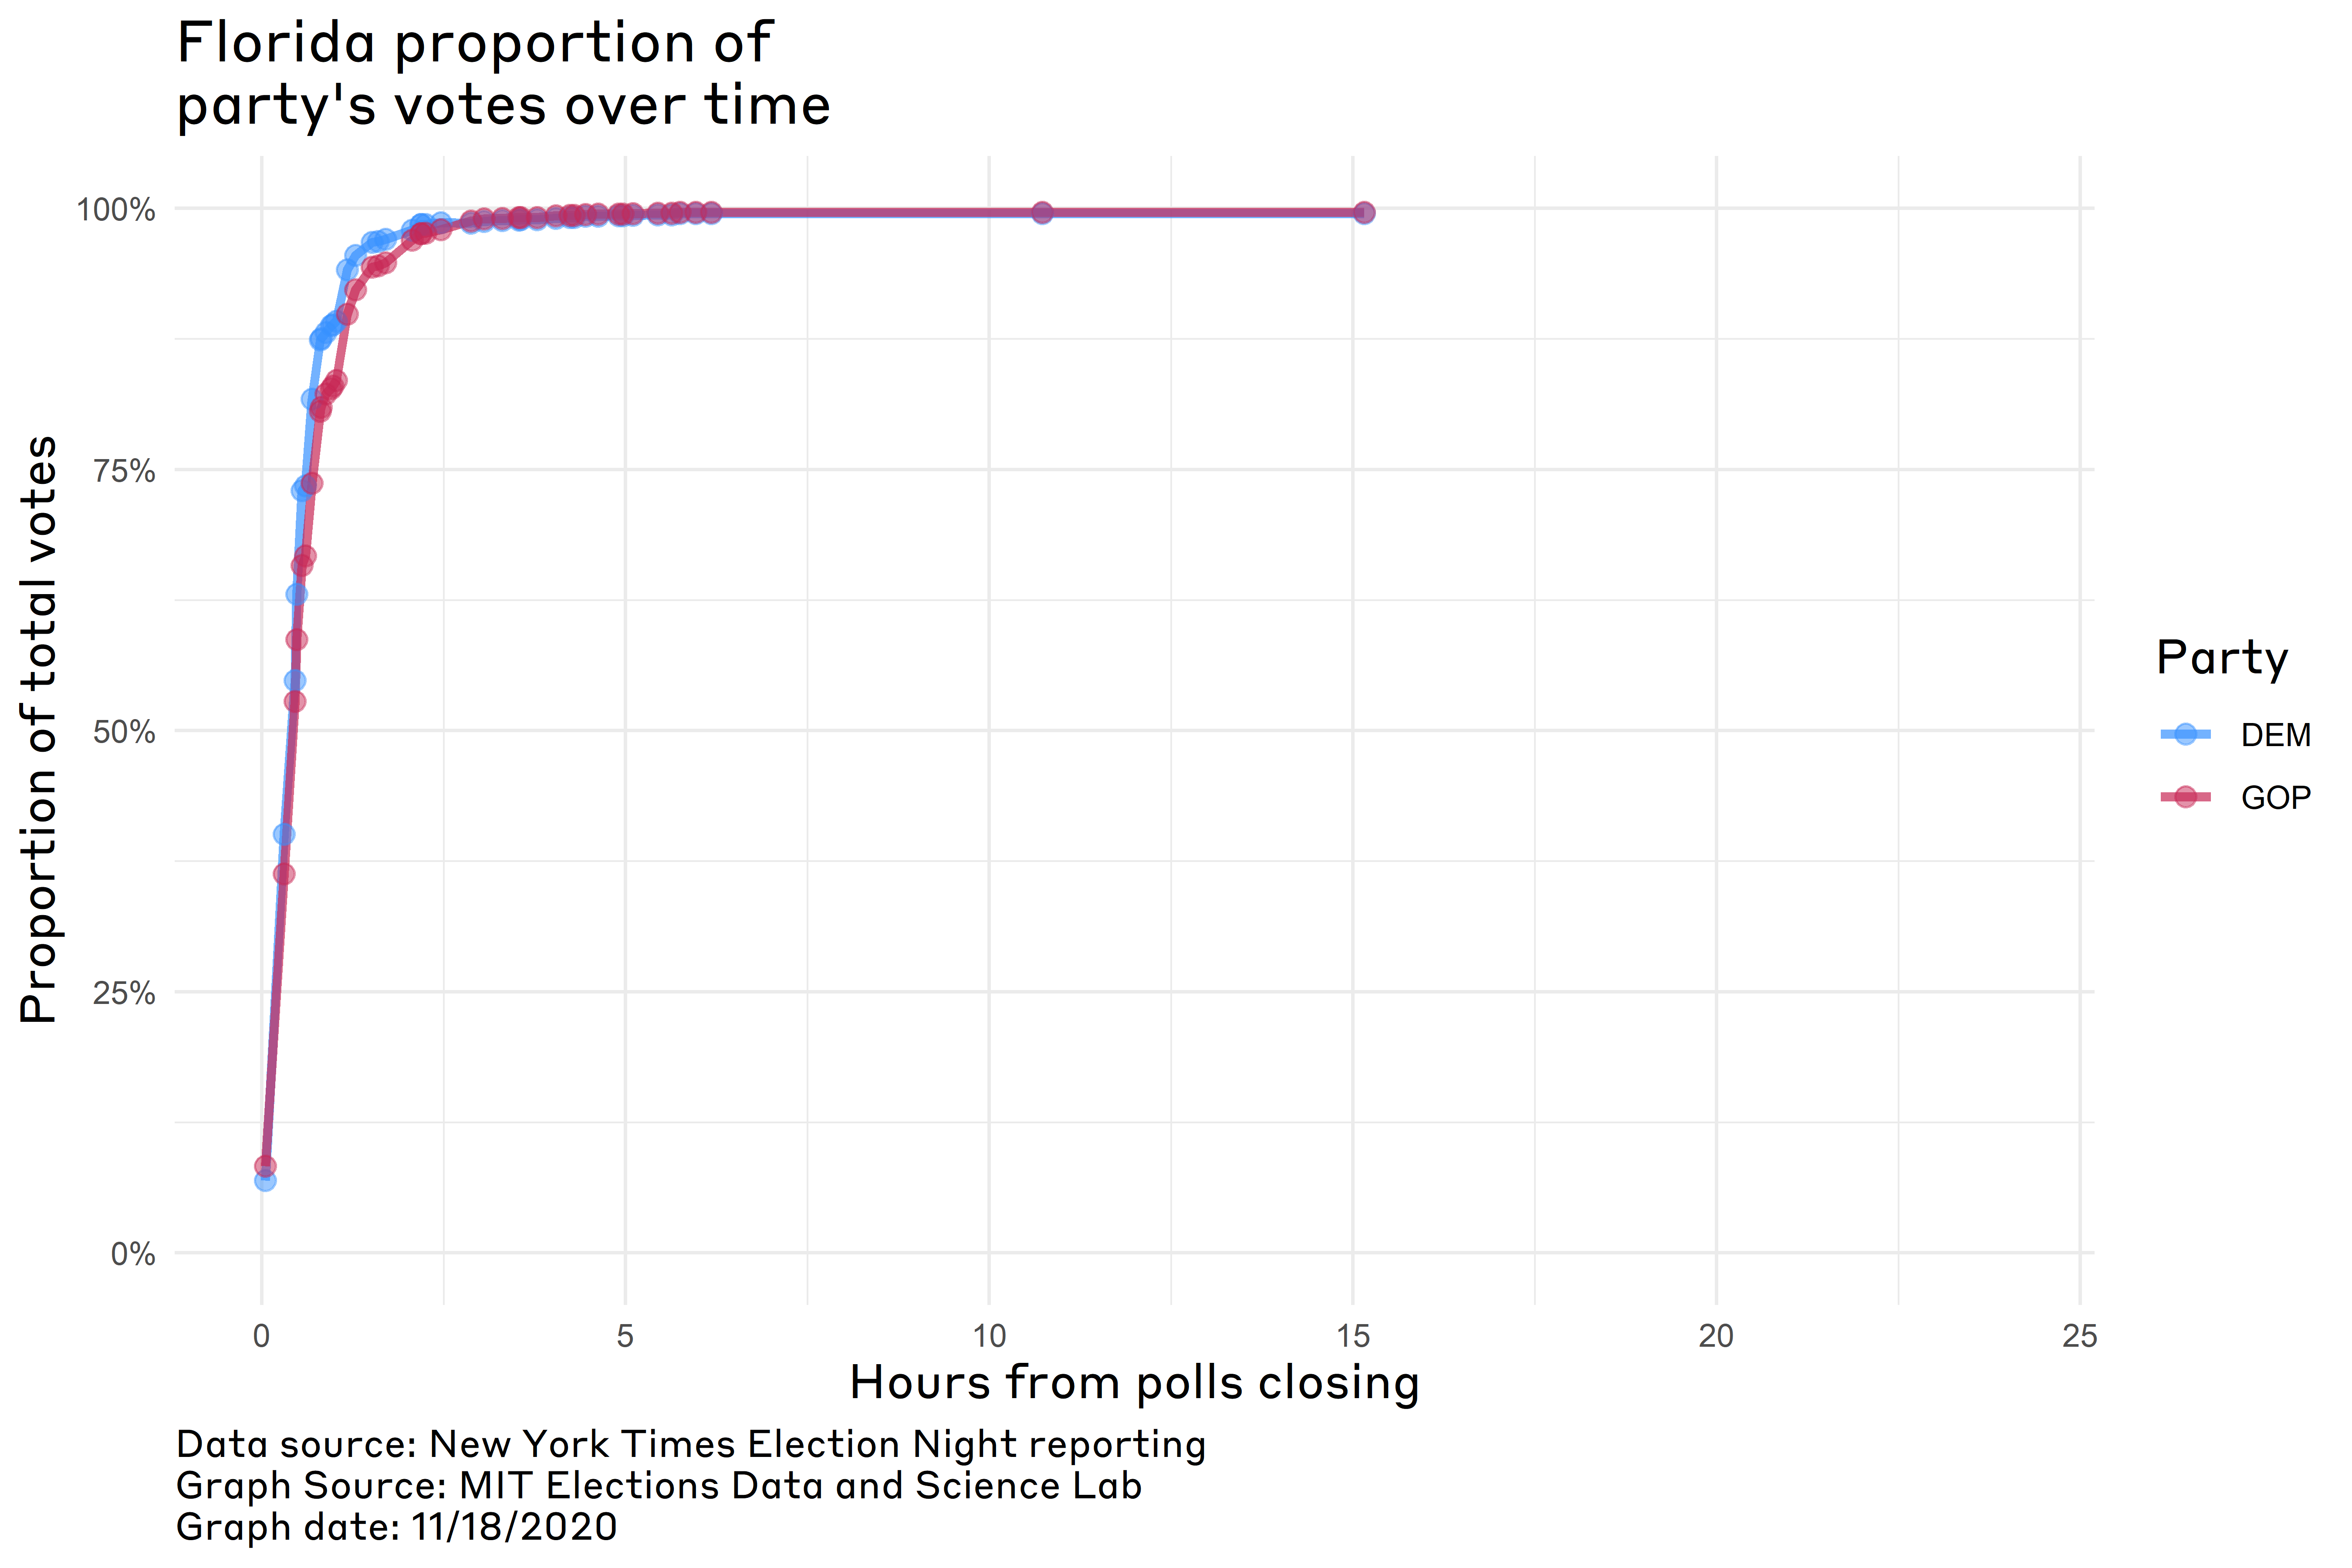 Florida proportion of
party's votes over time
Proportion of total votes
100%
75%
50%
25%
0%
0
5
10
15
20
25
Hours from polls closing
Party
DEM
GOP
Data source: New York Times Election Night reporting
Graph Source: MIT Elections Data and Science Lab
Graph date: 11/18/2020